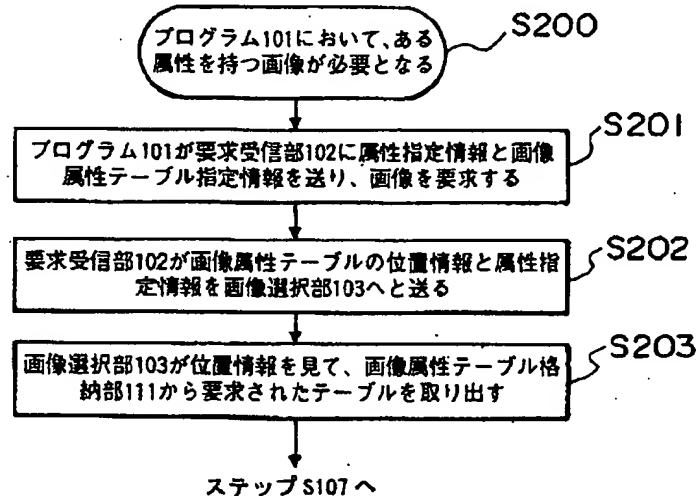 プログラム101において、ある
属性を持つ画像が必要となる
S200
プログラム101が要求受信部102に属性指定情報と画像
属性テーブル指定情報を送り、画像を要求する
S201
要求受信部102が画像属性テーブルの位置情報と属性指
定情報を画像選択部103へと送る
S202
画像選択部103が位置情報を見て、画像属性テーブル格
納部111から要求されたテーブルを取り出す
S203
ステップS107へ